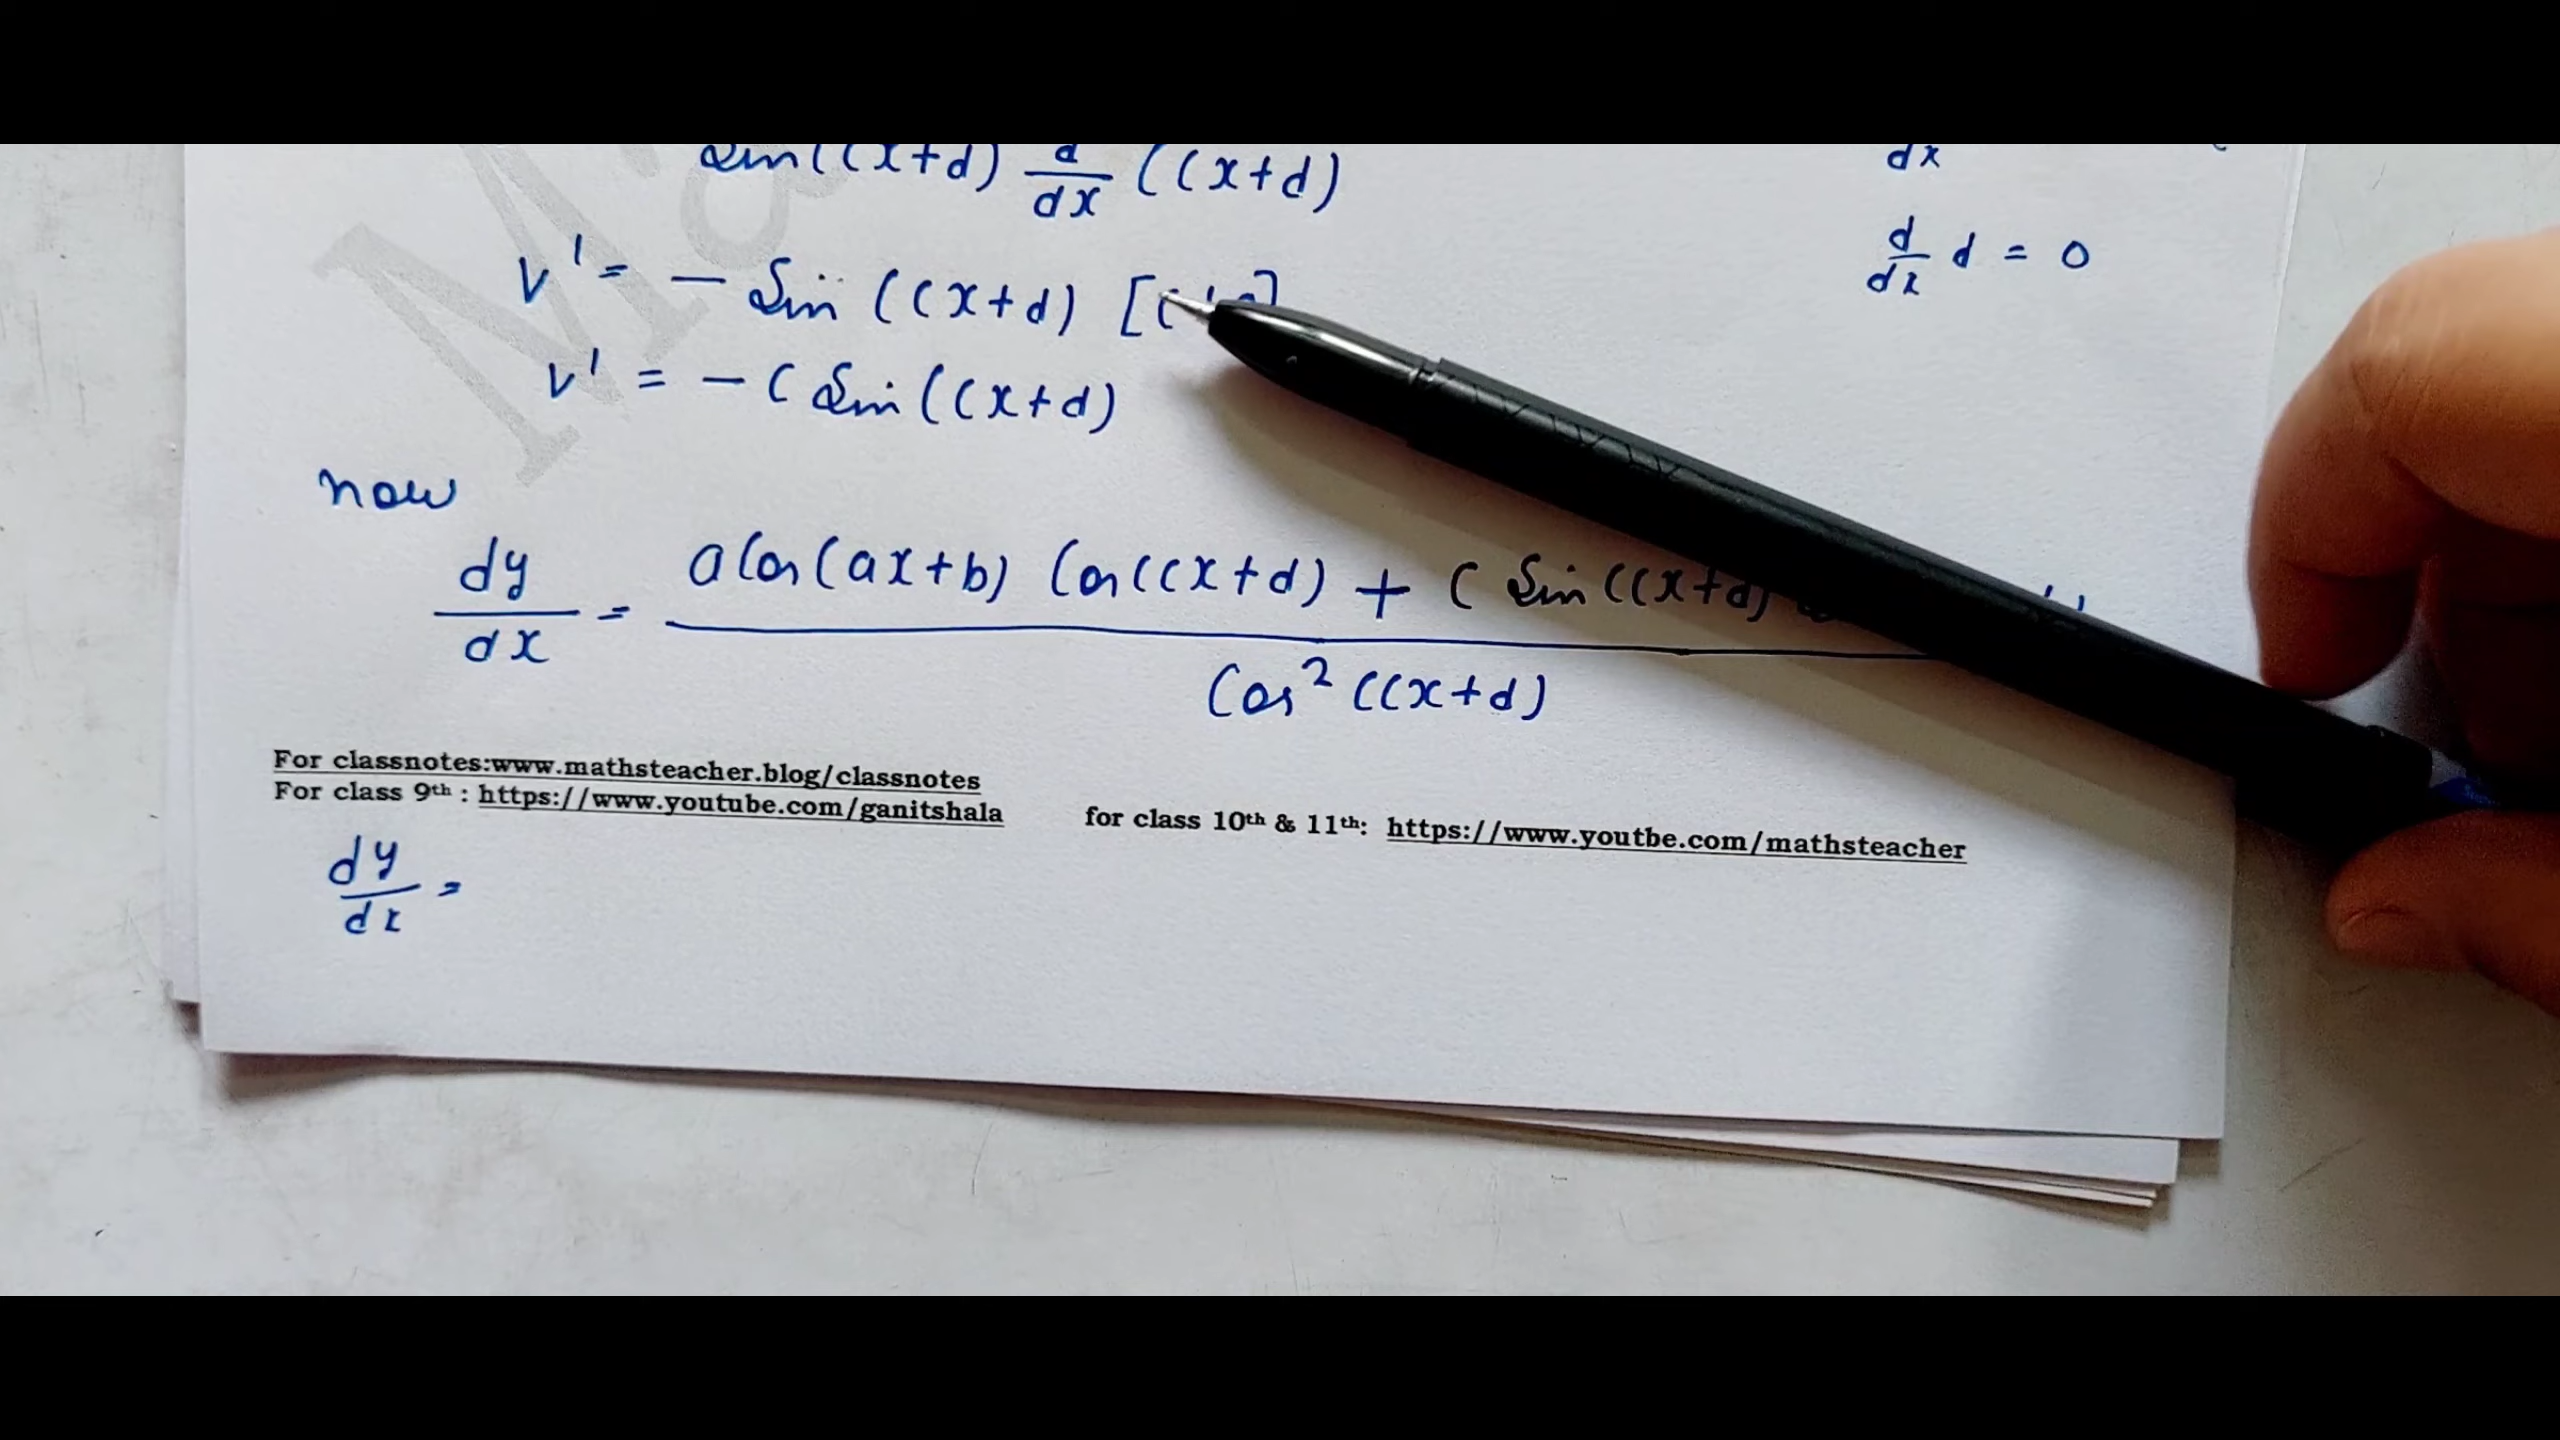 Sin(cx+d) d/dx (cx+d)
dx
v' = - Sin (cx+d) [c+0]
d/dx d = 0
v' = - c Sin(cx+d)
now
dy/dx = a Cos(ax+b) Cos(cx+d) + c Sin(cx+d)
Cos² (cx+d)
For classnotes:www.mathsteacher.blog/classnotes
For class 9th : https://www.youtube.com/ganitshala for class 10th & 11th: https://www.youtbe.com/mathsteacher
dy/dx =